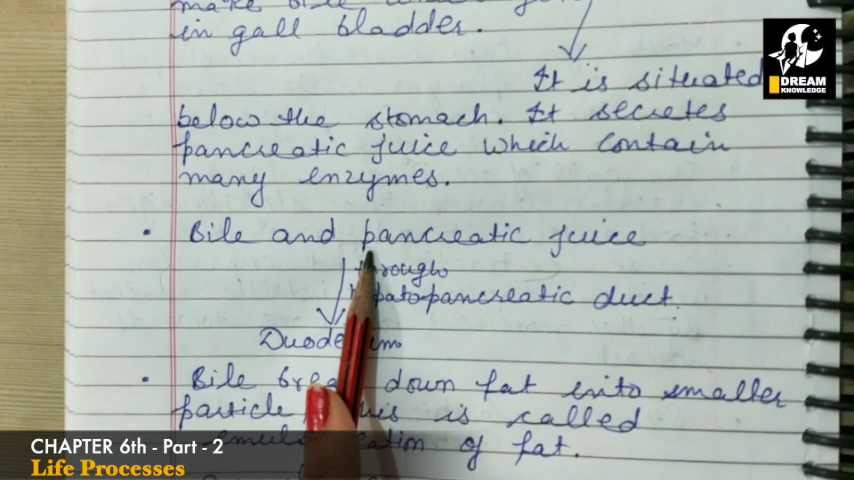 make bile
in gall bladder.
It is situated
below the stomach. It secretes
pancreatic juice which contain
many enzymes.
• Bile and pancreatic juice
through
hepatopancreatic duct.
Duodenum
• Bile break down fat into smaller
particle, this is called
emulsification of fat.
DREAM
KNOWLEDGE
CHAPTER 6th - Part - 2
Life Processes